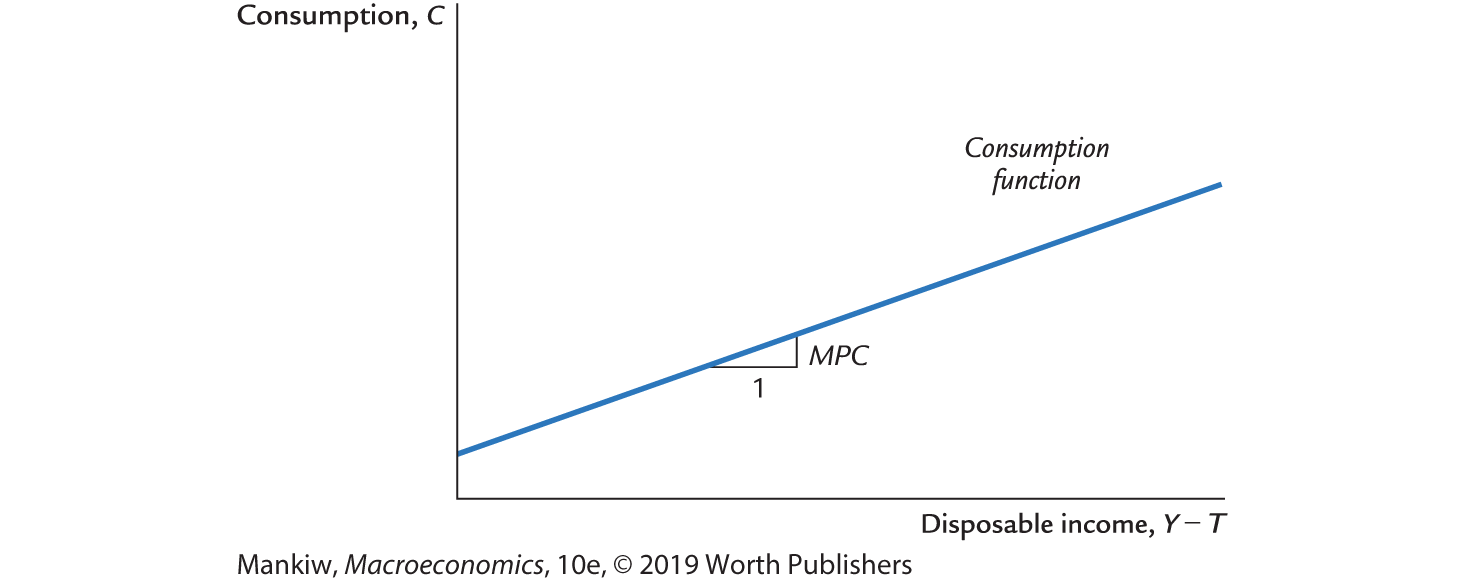 Consumption, C
Consumption
function
MPC
1
Disposable income, Y – T
Mankiw, Macroeconomics, 10e, © 2019 Worth Publishers